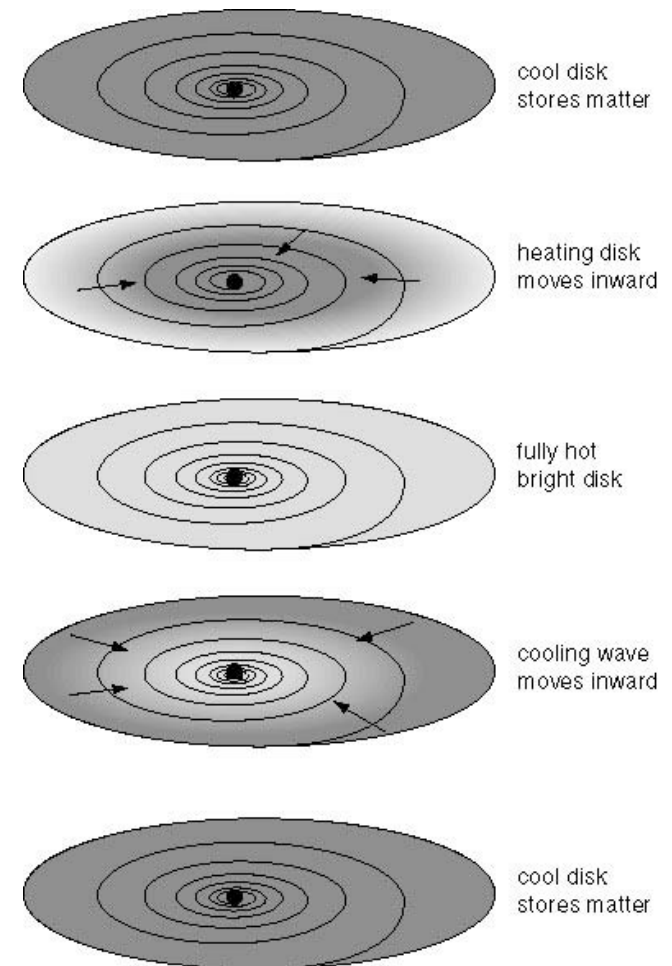 cool disk
stores matter
heating disk
moves inward
fully hot
bright disk
cooling wave
moves inward
cool disk
stores matter